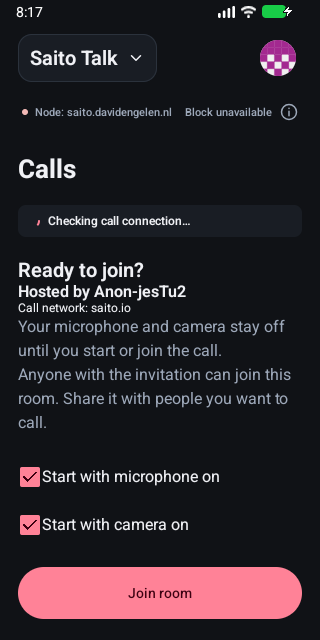 8:17
Saito Talk
Node: saito.davidengelen.nl Block unavailable
Calls
Checking call connection...
Ready to join?
Hosted by Anon-jesTu2
Call network: saito.io
Your microphone and camera stay off
until you start or join the call.
Anyone with the invitation can join this
room. Share it with people you want to
call.
Start with microphone on
Start with camera on
Join room